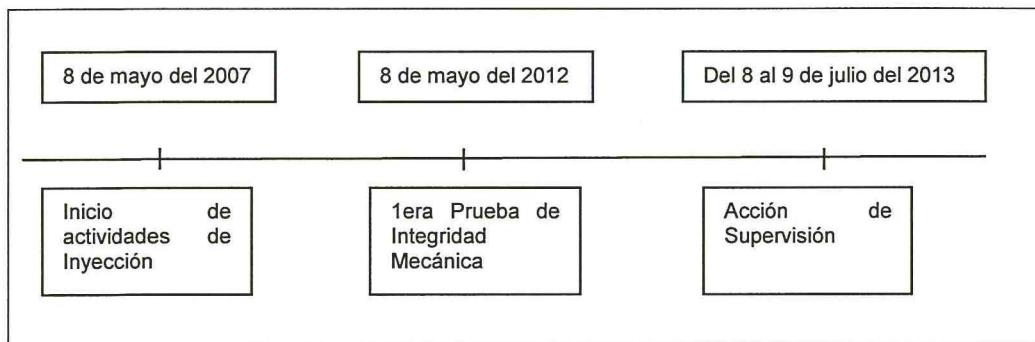 8 de mayo del 2007
8 de mayo del 2012
Del 8 al 9 de julio del 2013
Inicio de
actividades de
Inyección
1era Prueba de
Integridad
Mecánica
Acción de
Supervisión